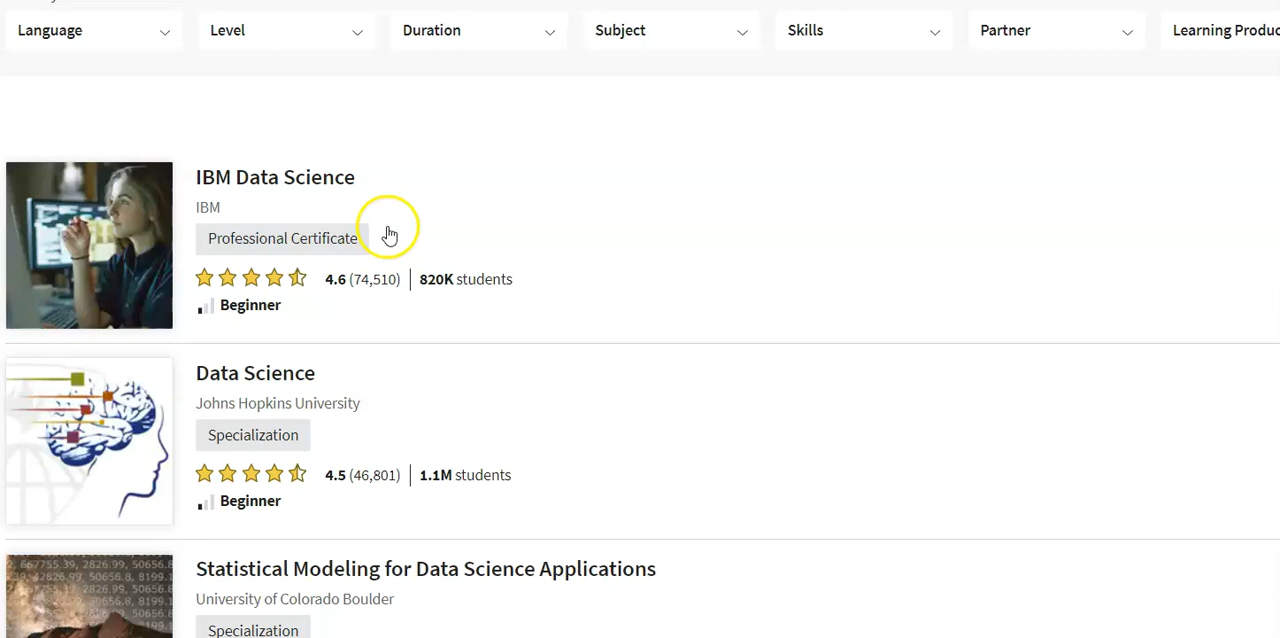 Language
Level
Duration
Subject
Skills
Partner
Learning Produc
IBM Data Science
IBM
Professional Certificate
4.6 (74,510) 820K students
Beginner
Data Science
Johns Hopkins University
Specialization
4.5 (46,801) 1.1M students
Beginner
Statistical Modeling for Data Science Applications
University of Colorado Boulder
Specialization